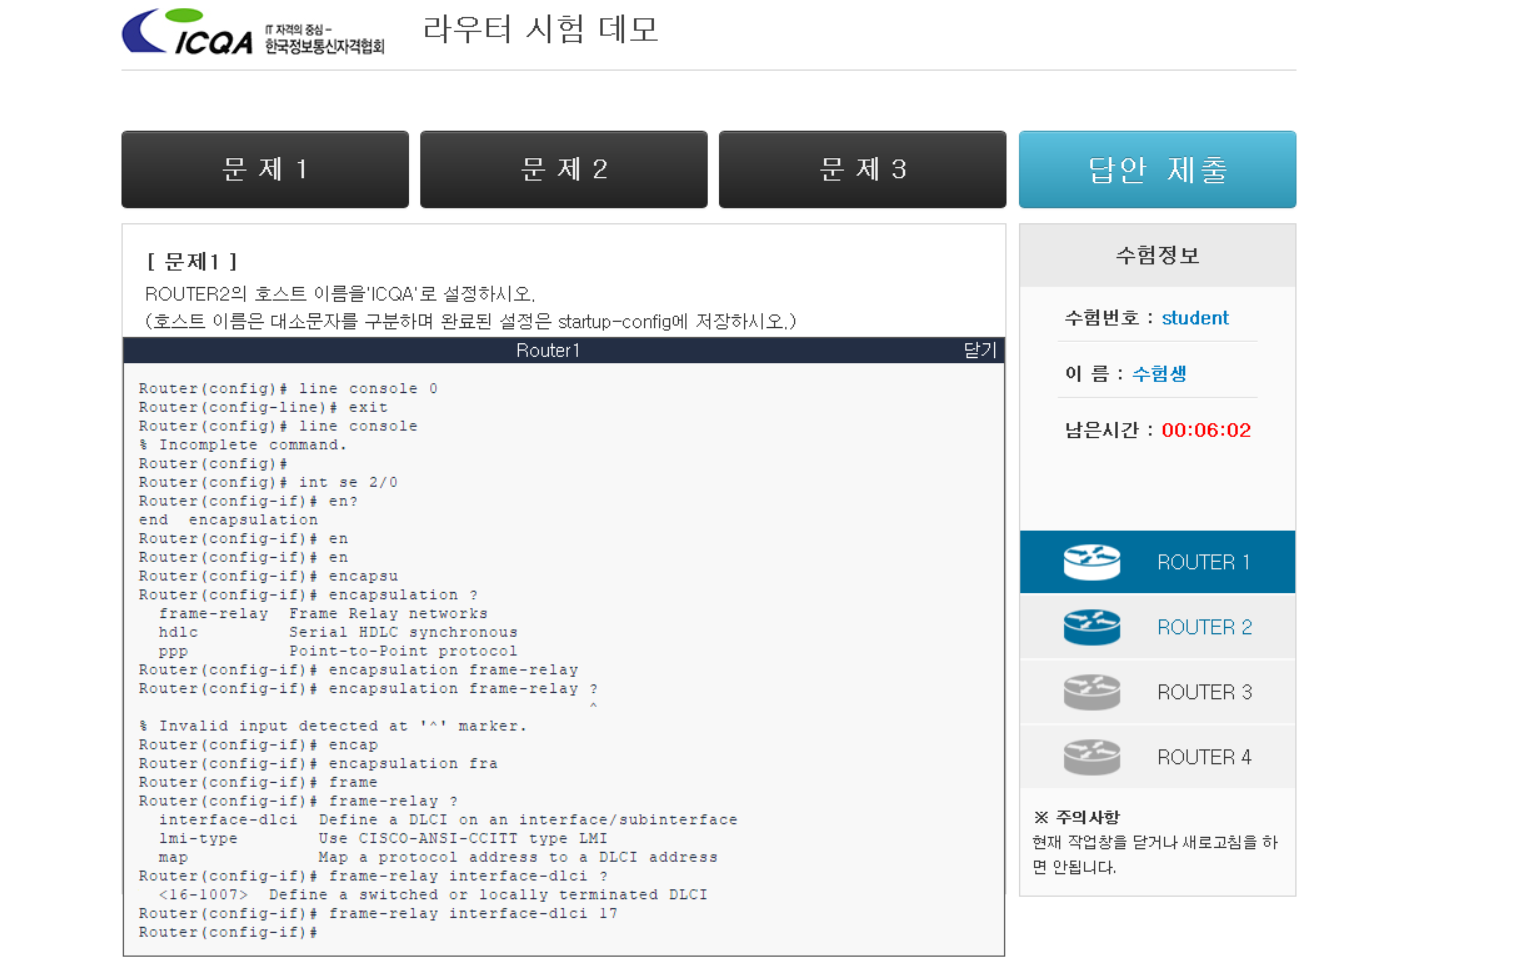 ICQA IT 자격의 중심 –
한국정보통신자격협회
라우터 시험 데모
문 제 1
문 제 2
문 제 3
답안 제출
[ 문제1 ]
ROUTER2의 호스트 이름을'ICQA'로 설정하시오.
(호스트 이름은 대소문자를 구분하며 완료된 설정은 startup-config에 저장하시오.)
Router1 닫기
Router(config)# line console 0
Router(config-line)# exit
Router(config)# line console
% Incomplete command.
Router(config)#
Router(config)# int se 2/0
Router(config-if)# en?
end  encapsulation
Router(config-if)# en
Router(config-if)# en
Router(config-if)# encapsu
Router(config-if)# encapsulation ?
  frame-relay  Frame Relay networks
  hdlc         Serial HDLC synchronous
  ppp          Point-to-Point protocol
Router(config-if)# encapsulation frame-relay
Router(config-if)# encapsulation frame-relay ?
^
% Invalid input detected at '^' marker.
Router(config-if)# encap
Router(config-if)# encapsulation fra
Router(config-if)# frame
Router(config-if)# frame-relay ?
  interface-dlci  Define a DLCI on an interface/subinterface
  lmi-type        Use CISCO-ANSI-CCITT type LMI
  map             Map a protocol address to a DLCI address
Router(config-if)# frame-relay interface-dlci ?
  <16-1007>  Define a switched or locally terminated DLCI
Router(config-if)# frame-relay interface-dlci 17
Router(config-if)#
수험정보
수험번호 : student
이 름 : 수험생
남은시간 : 00:06:02
ROUTER 1
ROUTER 2
ROUTER 3
ROUTER 4
※ 주의사항
현재 작업창을 닫거나 새로고침을 하
면 안됩니다.